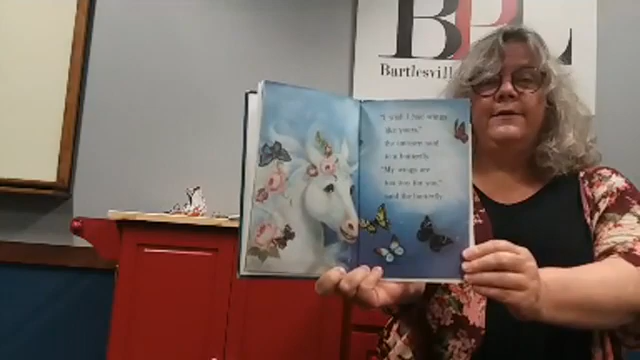 BPL
Bartlesvill
"I wish I had wings
like yours,"
the unicorn said
to a butterfly.
"My wings are
too tiny for you,"
said the butterfly.